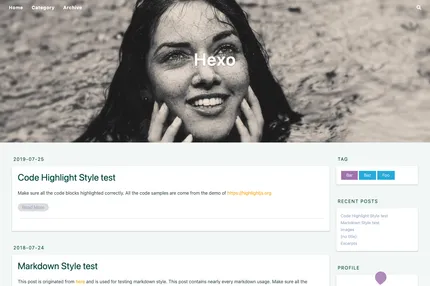 Home Category Archive
Hexo
2019-07-25
Code Highlight Style test
Make sure all the code blocks highlighted correctly. All the code samples are come from the demo of https://highlightjs.org
Read More
2018-07-24
Markdown Style test
This post is originated from here and is used for testing markdown style. This post contains nearly every markdown usage. Make sure all the
TAG
Bar Baz Foo
RECENT POSTS
Code Highlight Style test
Markdown Style test
Images
Excerpts
PROFILE